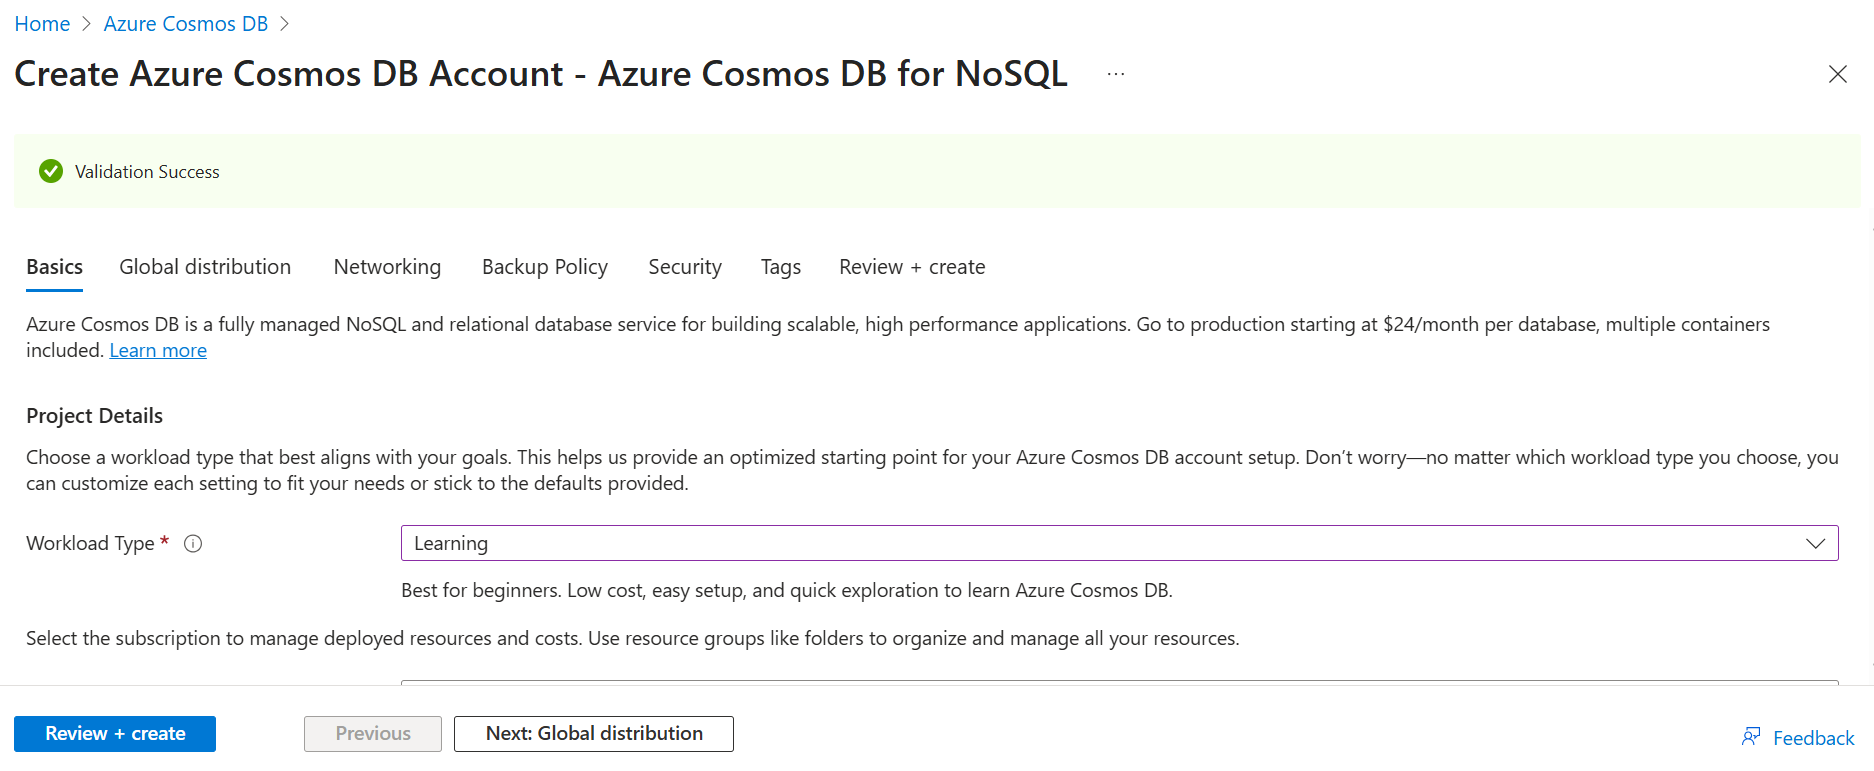 Home > Azure Cosmos DB >
Create Azure Cosmos DB Account - Azure Cosmos DB for NoSQL ...
Validation Success
Basics Global distribution Networking Backup Policy Security Tags Review + create
Azure Cosmos DB is a fully managed NoSQL and relational database service for building scalable, high performance applications. Go to production starting at $24/month per database, multiple containers
included. Learn more
Project Details
Choose a workload type that best aligns with your goals. This helps us provide an optimized starting point for your Azure Cosmos DB account setup. Don’t worry—no matter which workload type you choose, you
can customize each setting to fit your needs or stick to the defaults provided.
Workload Type * Learning
Best for beginners. Low cost, easy setup, and quick exploration to learn Azure Cosmos DB.
Select the subscription to manage deployed resources and costs. Use resource groups like folders to organize and manage all your resources.
Review + create Previous Next: Global distribution Feedback